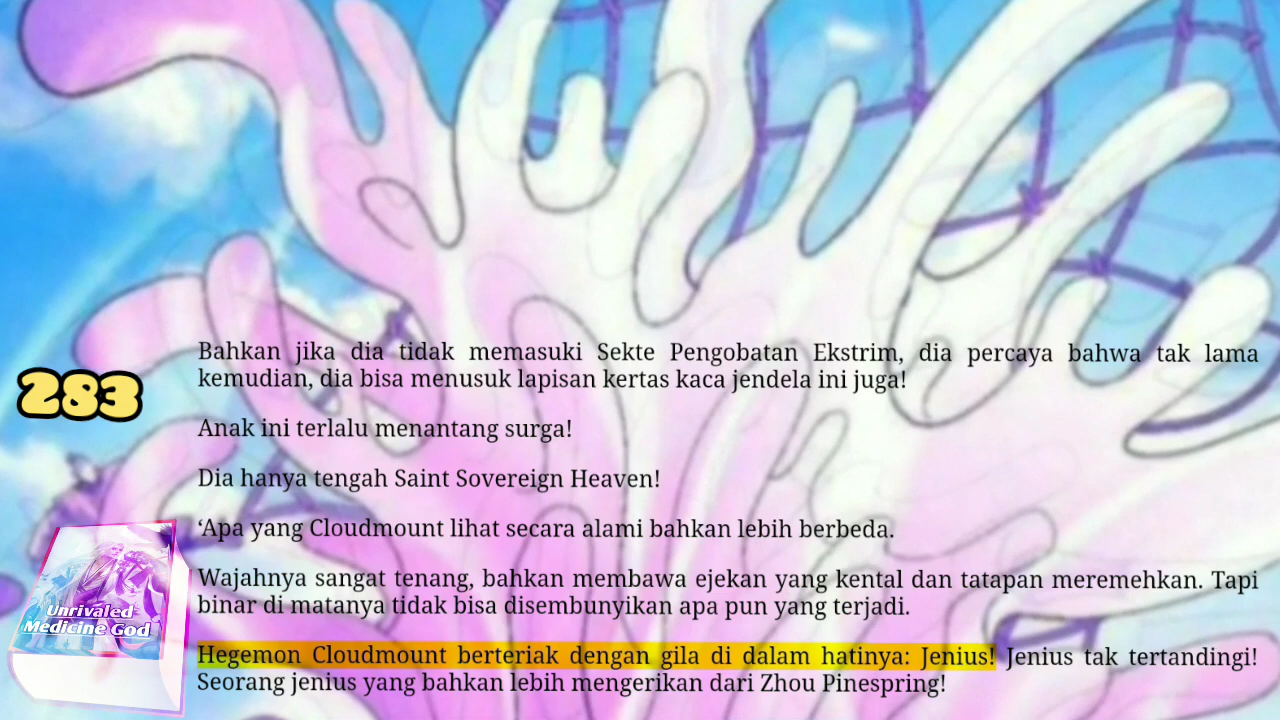 Bahkan jika dia tidak memasuki Sekte Pengobatan Ekstrim, dia percaya bahwa tak lama
kemudian, dia bisa menusuk lapisan kertas kaca jendela ini juga!
283
Anak ini terlalu menantang surga!
Dia hanya tengah Saint Sovereign Heaven!
‘Apa yang Cloudmount lihat secara alami bahkan lebih berbeda.
Wajahnya sangat tenang, bahkan membawa ejekan yang kental dan tatapan meremehkan. Tapi
binar di matanya tidak bisa disembunyikan apa pun yang terjadi.
Unrivaled
Medicine God
Hegemon Cloudmount berteriak dengan gila di dalam hatinya: Jenius! Jenius tak tertandingi!
Seorang jenius yang bahkan lebih mengerikan dari Zhou Pinespring!